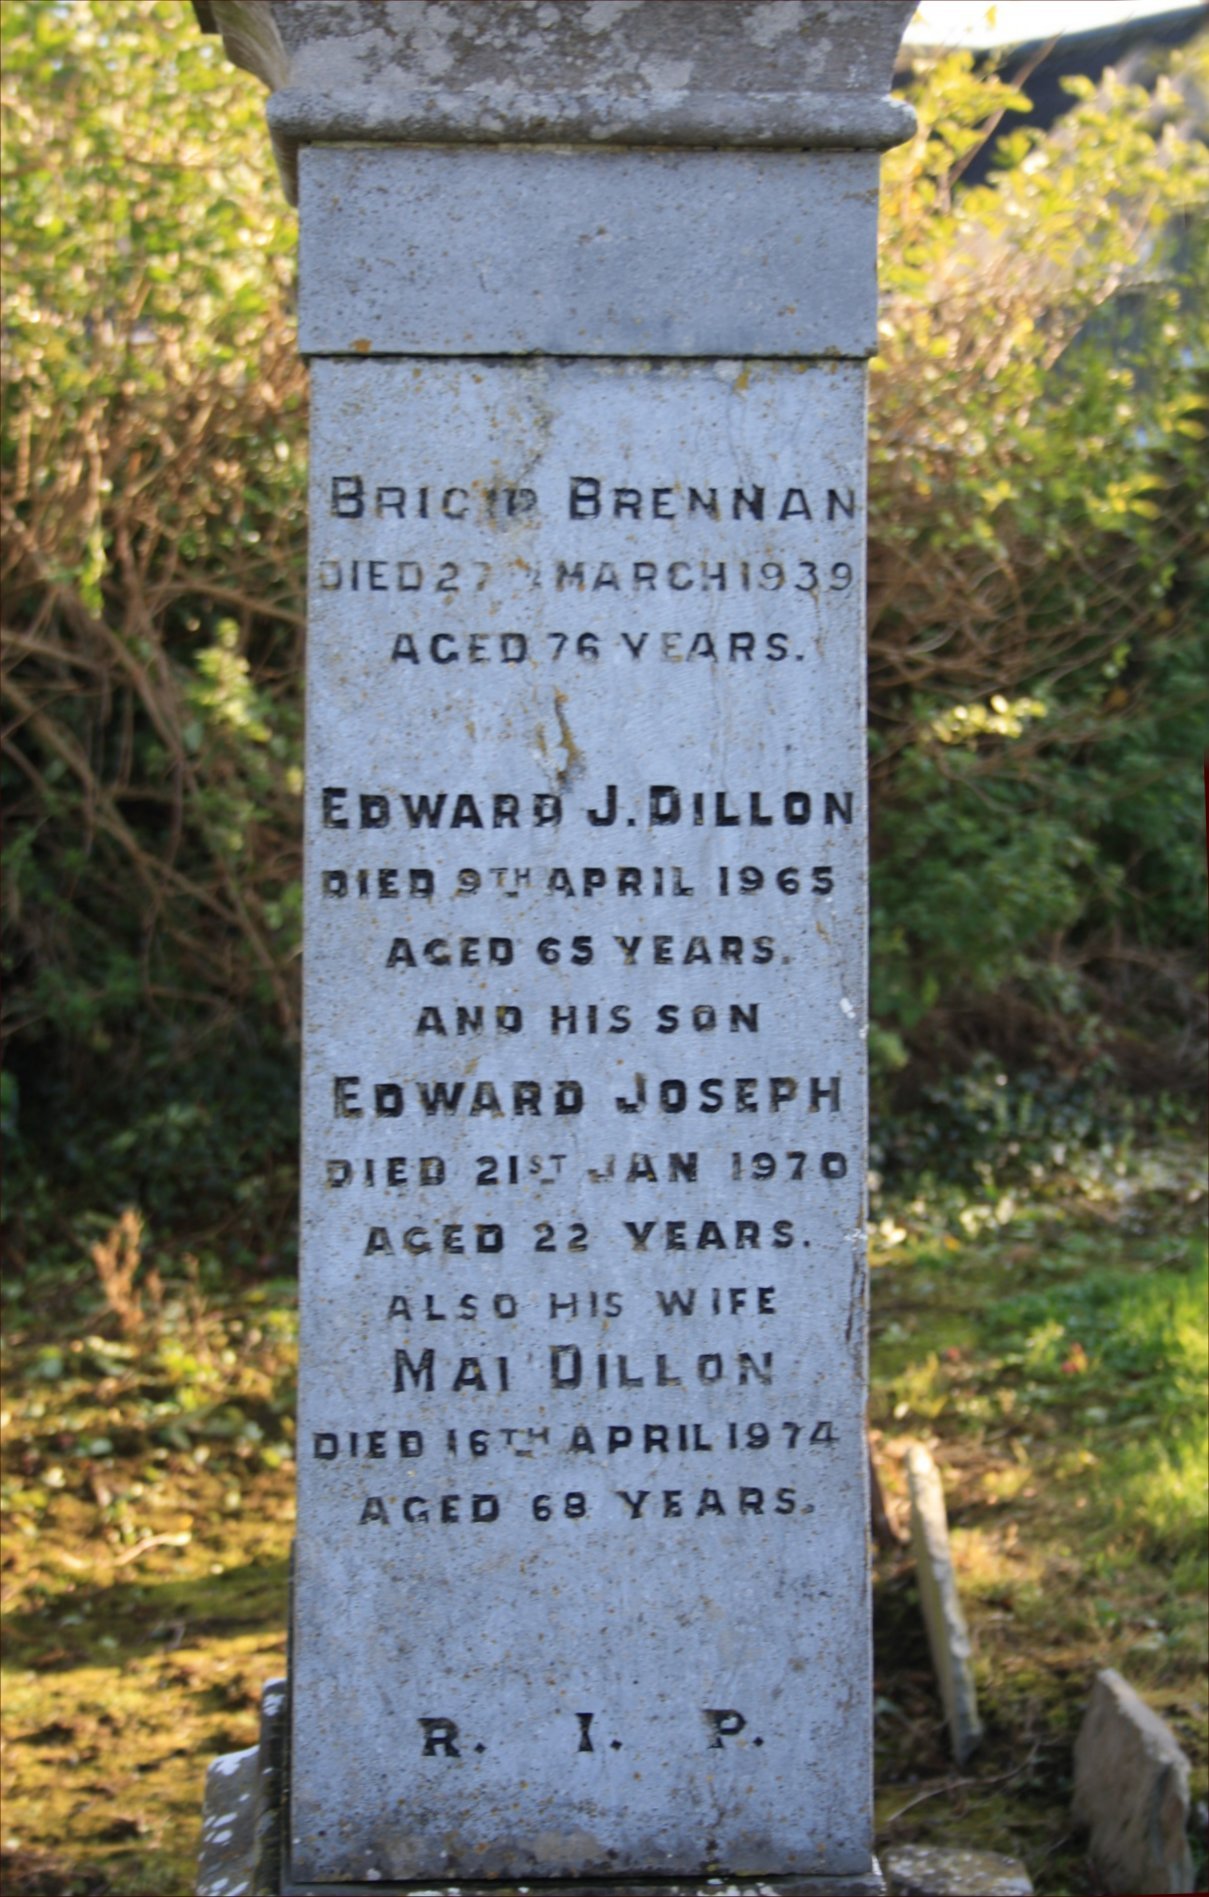 BRIGID BRENNAN
DIED 27TH MARCH 1939
AGED 76 YEARS.
EDWARD J. DILLON
DIED 9TH APRIL 1965
AGED 65 YEARS.
AND HIS SON
EDWARD JOSEPH
DIED 21ST JAN 1970
AGED 22 YEARS.
ALSO HIS WIFE
MAI DILLON
DIED 16TH APRIL 1974
AGED 68 YEARS.
R. I. P.